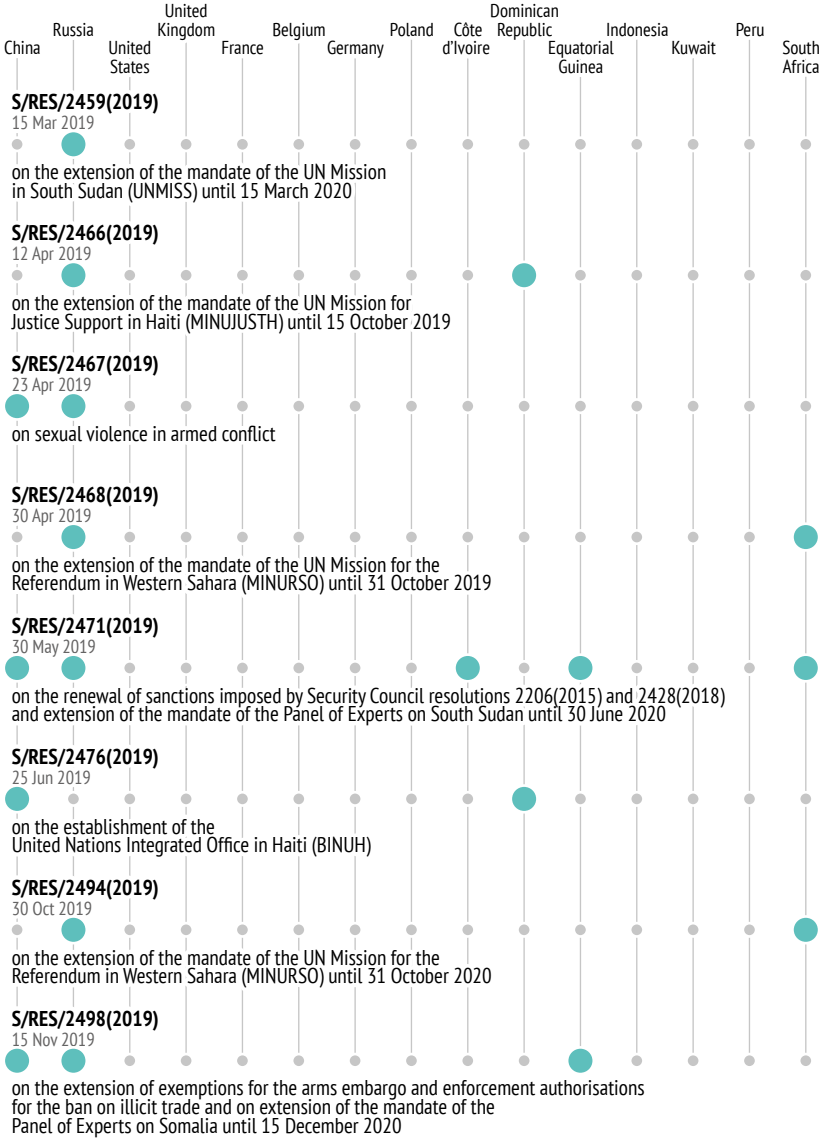 China
Russia
United
States
United
Kingdom
France
Belgium
Germany
Poland
Côte
d'Ivoire
Dominican
Republic
Equatorial
Guinea
Indonesia
Kuwait
Peru
South
Africa
S/RES/2459(2019)
15 Mar 2019
on the extension of the mandate of the UN Mission
in South Sudan (UNMISS) until 15 March 2020
S/RES/2466(2019)
12 Apr 2019
on the extension of the mandate of the UN Mission for
Justice Support in Haiti (MINUJUSTH) until 15 October 2019
S/RES/2467(2019)
23 Apr 2019
on sexual violence in armed conflict
S/RES/2468(2019)
30 Apr 2019
on the extension of the mandate of the UN Mission for the
Referendum in Western Sahara (MINURSO) until 31 October 2019
S/RES/2471(2019)
30 May 2019
on the renewal of sanctions imposed by Security Council resolutions 2206(2015) and 2428(2018)
and extension of the mandate of the Panel of Experts on South Sudan until 30 June 2020
S/RES/2476(2019)
25 Jun 2019
on the establishment of the
United Nations Integrated Office in Haiti (BINUH)
S/RES/2494(2019)
30 Oct 2019
on the extension of the mandate of the UN Mission for the
Referendum in Western Sahara (MINURSO) until 31 October 2020
S/RES/2498(2019)
15 Nov 2019
on the extension of exemptions for the arms embargo and enforcement authorisations
for the ban on illicit trade and on extension of the mandate of the
Panel of Experts on Somalia until 15 December 2020